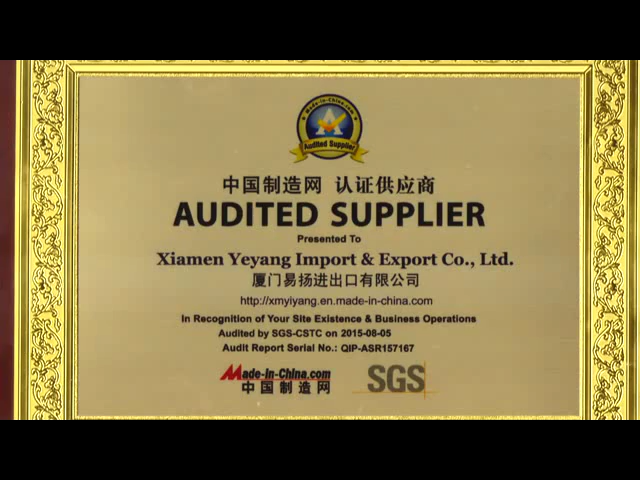 Made-in-China.com
Audited Supplier
中国制造网 认证供应商
AUDITED SUPPLIER
Presented To
Xiamen Yeyang Import & Export Co., Ltd.
厦门易扬进出口有限公司
http://xmyiyang.en.made-in-china.com
In Recognition of Your Site Existence & Business Operations
Audited by SGS-CSTC on 2015-08-05
Audit Report Serial No.: QIP-ASR157167
Made-in-China.com
中国制造网
SGS